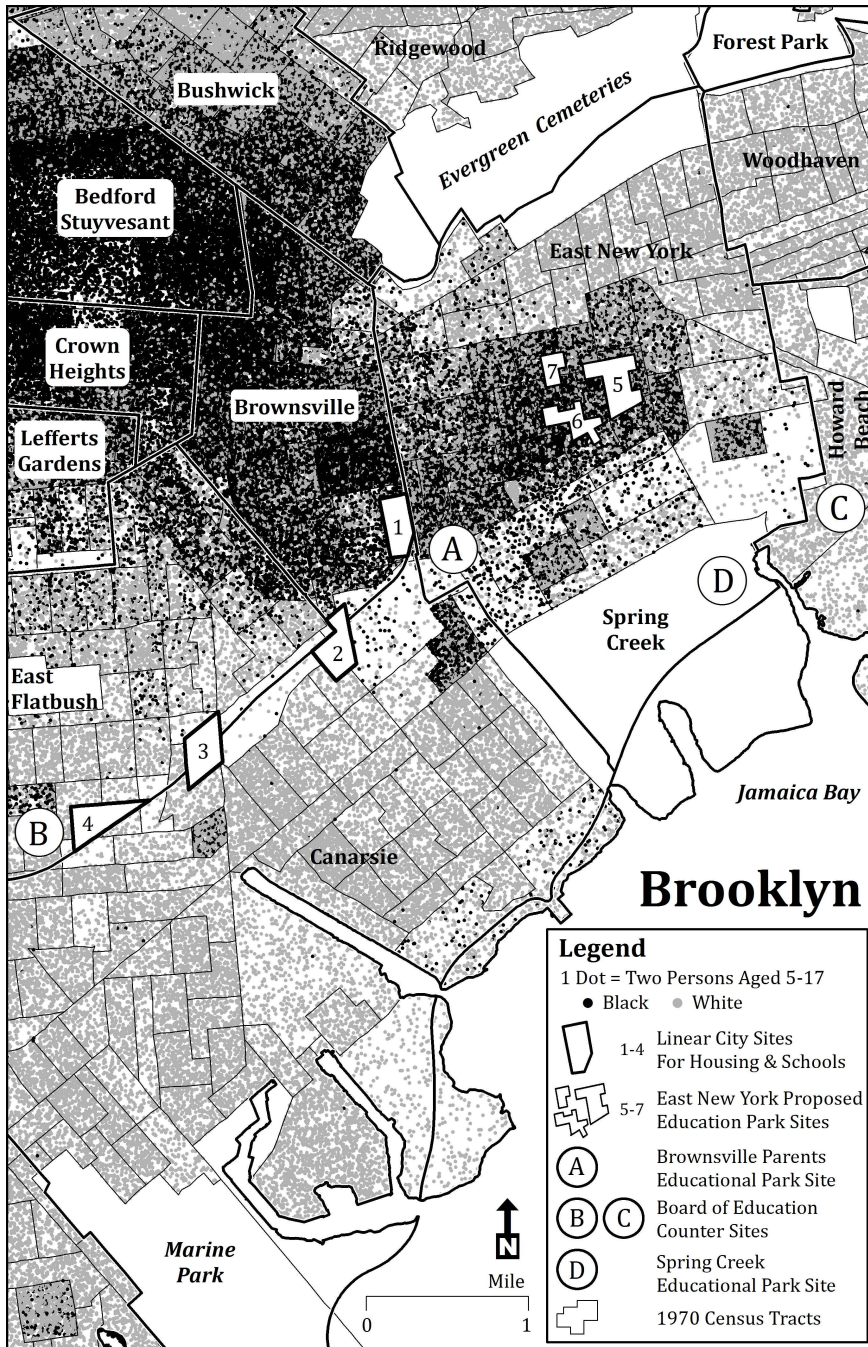 Ridgewood
Forest Park
Bushwick
Evergreen Cemeteries
Woodhaven
Bedford
Stuyvesant
East New York
Crown
Heights
7
5
Brownsville
6
Lefferts
Gardens
Howard
Beach
1
A
C
D
2
Spring
Creek
East
Flatbush
3
Jamaica Bay
B
4
Canarsie
Brooklyn
Legend
1 Dot = Two Persons Aged 5-17
Black White
1-4 Linear City Sites
For Housing & Schools
5-7 East New York Proposed
Education Park Sites
A Brownsville Parents
Educational Park Site
B C Board of Education
Counter Sites
D Spring Creek
Educational Park Site
1970 Census Tracts
Marine
Park
N
Mile
0 1